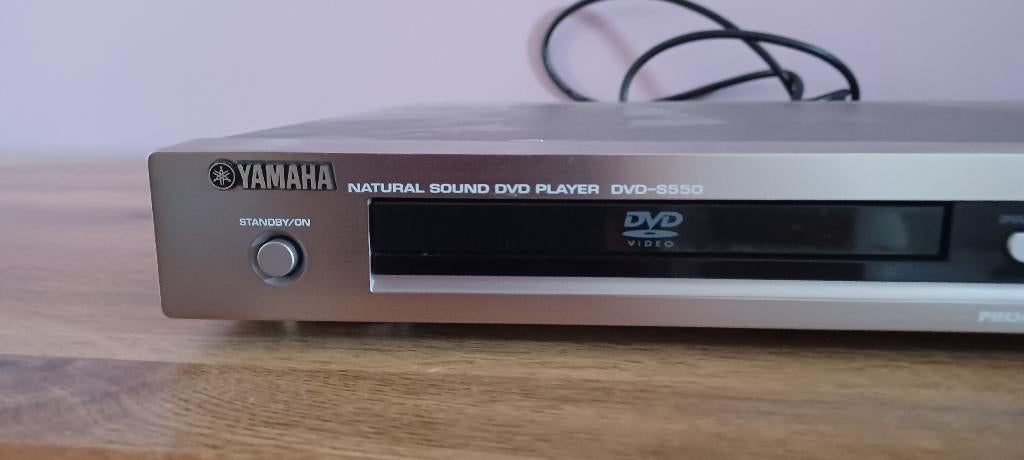 YAMAHA
NATURAL SOUND DVD PLAYER DVD-S550
STANDBY/ON
DVD
VIDEO